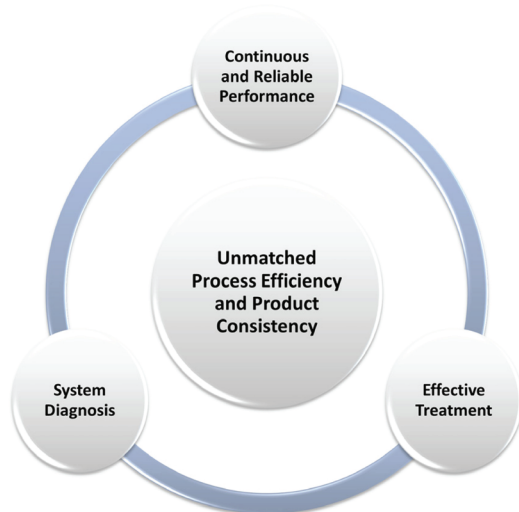 Continuous
and Reliable
Performance
Unmatched
Process Efficiency
and Product
Consistency
System
Diagnosis
Effective
Treatment